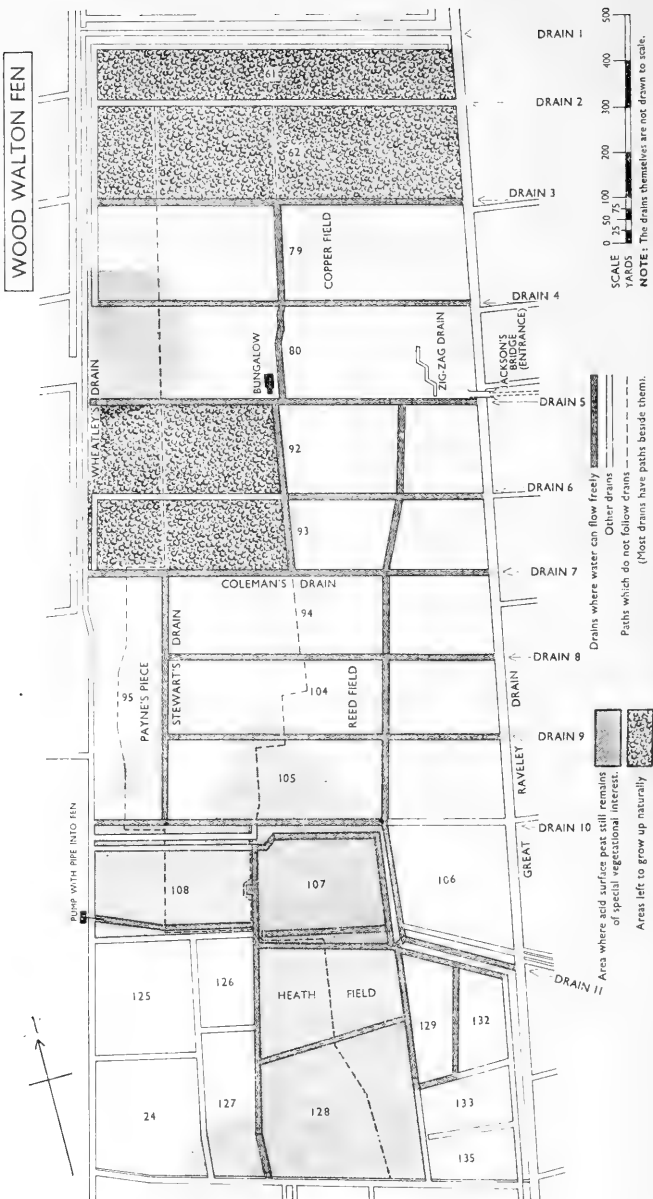 WOOD WALTON FEN
DRAIN 1
DRAIN 2
DRAIN 3
DRAIN 4
DRAIN 5
DRAIN 6
DRAIN 7
DRAIN 8
DRAIN 9
DRAIN 10
DRAIN 11
61
62
79
COPPER FIELD
80
BUNGALOW
ZIG-ZAG DRAIN
JACKSON'S
BRIDGE
(ENTRANCE)
WHEATLEY'S DRAIN
92
93
COLEMAN'S DRAIN
94
STEWART'S DRAIN
PAYNE'S PIECE
95
104
REED FIELD
105
GREAT RAVELEY DRAIN
PUMP WITH PIPE INTO FEN
108
107
106
125
126
HEATH FIELD
129
132
24
127
128
133
135
SCALE
YARDS
0 25 50 75 100 200 300 400 500
NOTE: The drains themselves are not drawn to scale.
Drains where water can flow freely
Other drains
Paths which do not follow drains
(Most drains have paths beside them).
Area where acid surface peat still remains
of special vegetational interest.
Areas left to grow up naturally